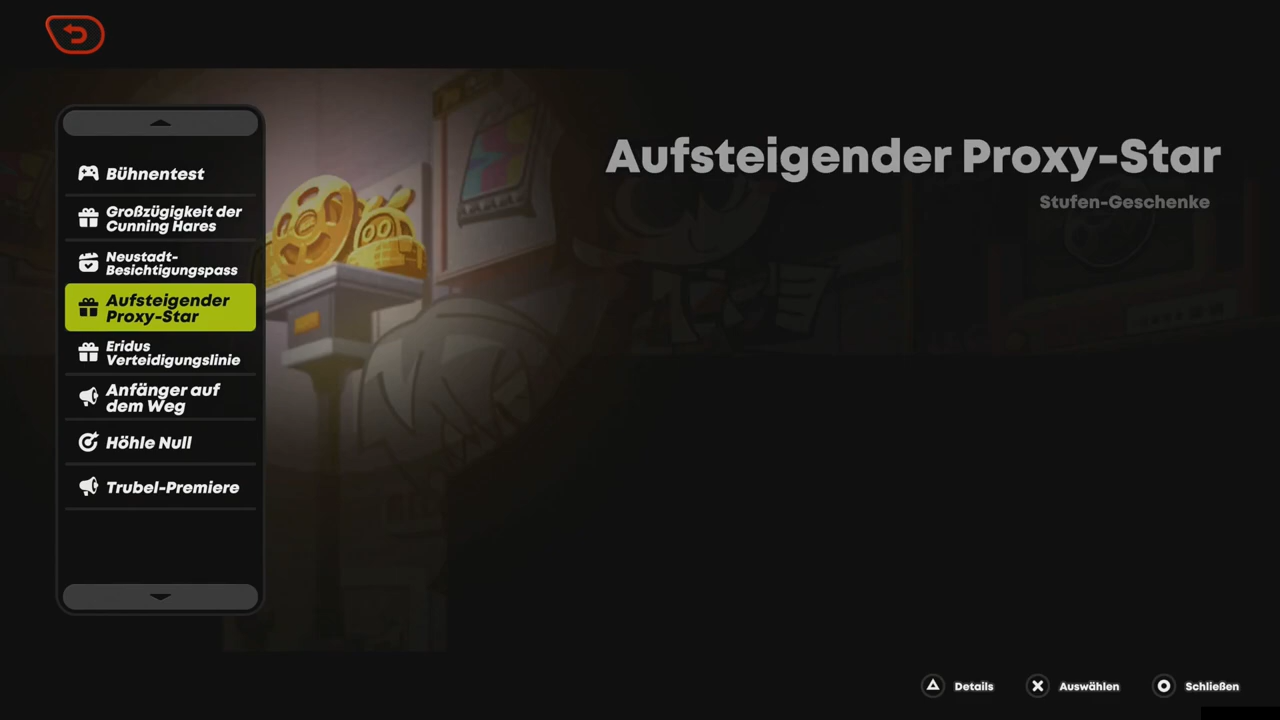 Bühnentest
Großzügigkeit der
Cunning Hares
Neustadt-
Besichtigungspass
Aufsteigender
Proxy-Star
Eridus
Verteidigungslinie
Anfänger auf
dem Weg
Höhle Null
Trubel-Premiere
Aufsteigender Proxy-Star
Stufen-Geschenke
Details
Auswählen
Schließen